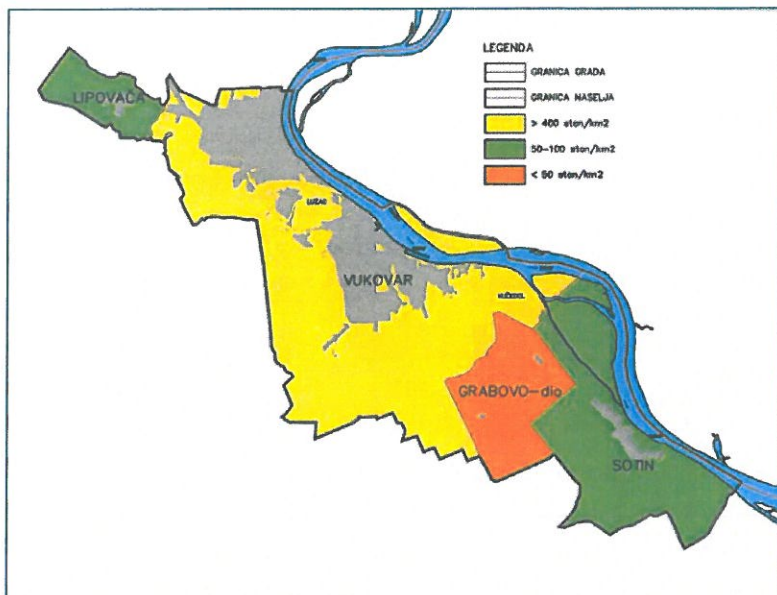 LEGENDA
GRANICA GRADA
GRANICA NASELJA
> 400 stan/km2
50-100 stan/km2
< 50 stan/km2
LIPOVAČA
LUŽAC
VUKOVAR
GRABOVO-dio
SOTIN